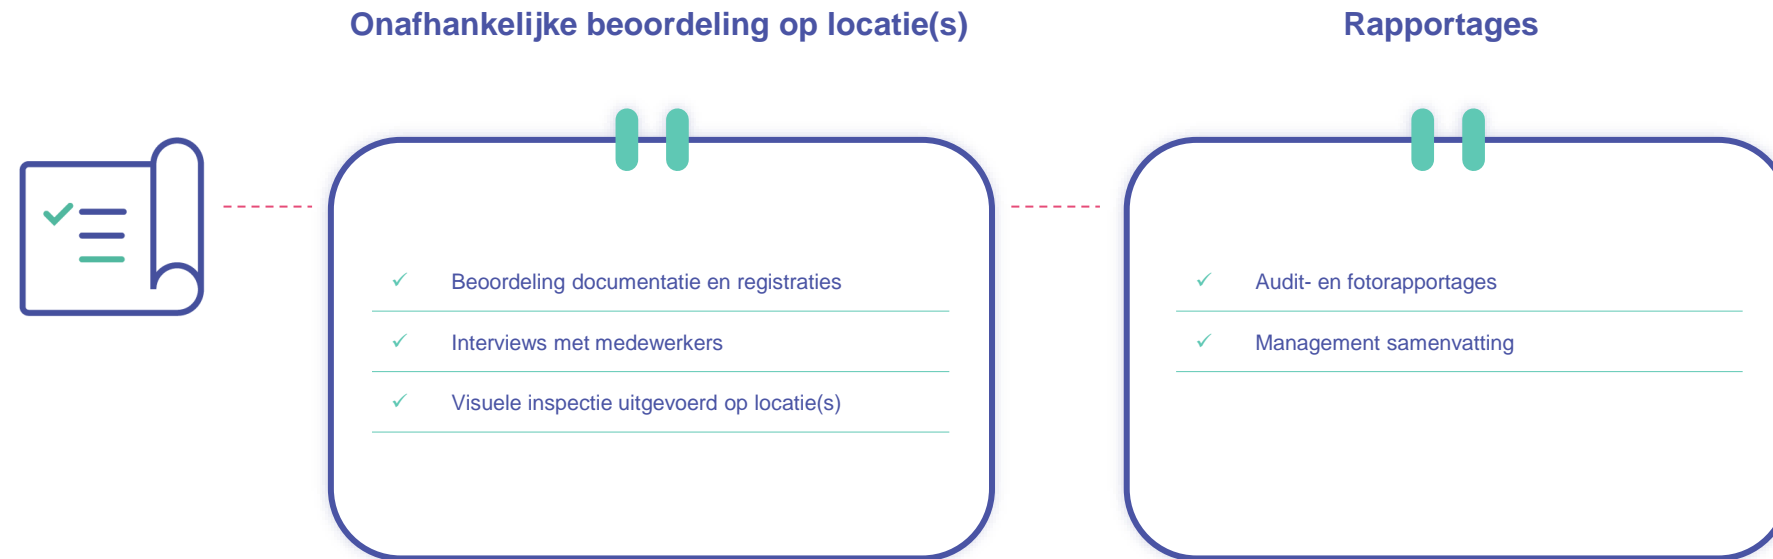 Onafhankelijke beoordeling op locatie(s)
Beoordeling documentatie en registraties
Interviews met medewerkers
Visuele inspectie uitgevoerd op locatie(s)
Rapportages
Audit- en fotorapportages
Management samenvatting